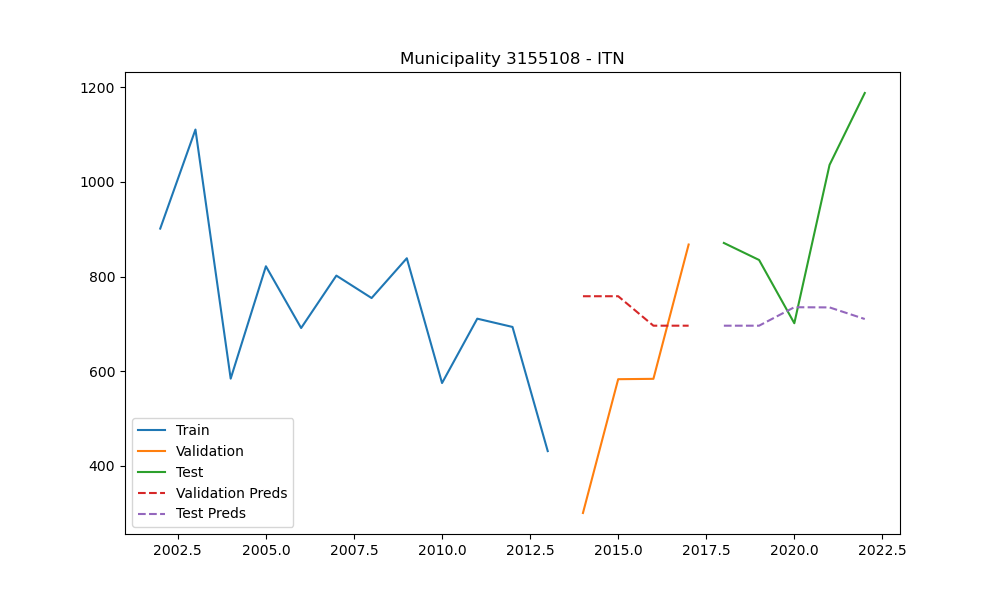 Municipality 3155108 - ITN
1200
1000
800
600
400
Train
Validation
Test
Validation Preds
Test Preds
2002.5 2005.0 2007.5 2010.0 2012.5 2015.0 2017.5 2020.0 2022.5